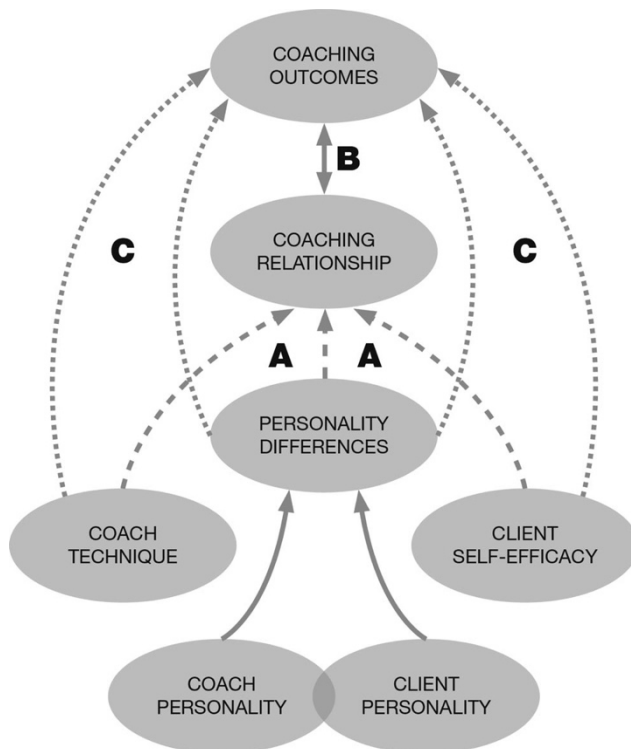 COACHING
OUTCOMES
B
C
COACHING
RELATIONSHIP
C
A
A
PERSONALITY
DIFFERENCES
COACH
TECHNIQUE
CLIENT
SELF-EFFICACY
COACH
PERSONALITY
CLIENT
PERSONALITY